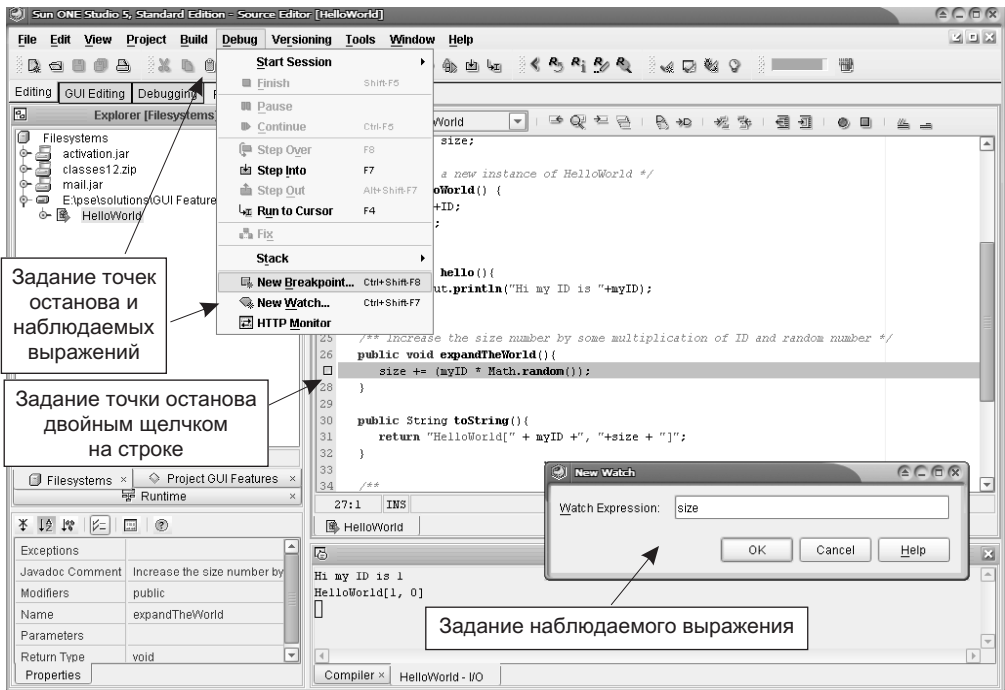 Sun ONE Studio 5, Standard Edition - Source Editor [HelloWorld]
File Edit View Project Build Debug Versioning Tools Window Help
Editing GUI Editing Debugging
Start Session
Finish Shift-F5
Pause
Continue Ctrl-F5
Step Over F8
Step Into F7
Step Out Alt+Shift-F7
Run to Cursor F4
Fix
Stack
New Breakpoint... Ctrl+Shift-F8
New Watch... Ctrl+Shift-F7
HTTP Monitor
Explorer [Filesystems]
Filesystems
activation.jar
classes12.zip
mail.jar
E:\pse\solutions\GUI Feature
HelloWorld
Задание точек
останова и
наблюдаемых
выражений
Задание точки останова
двойным щелчком
на строке
World
size;
a new instance of HelloWorld */
oWorld() {
+ID;
;
hello(){
ut.println("Hi my ID is "+myID);
25 /** Increase the size number by some multiplication of ID and random number */
26 public void expandTheWorld(){
size += (myID * Math.random());
28 }
29
30 public String toString(){
31 return "HelloWorld[" + myID +", "+size + "]";
32 }
33
34 /**
27:1 INS
HelloWorld
Filesystems × Project GUI Features ×
Runtime ×
Exceptions
Javadoc Comment Increase the size number by
Modifiers public
Name expandTheWorld
Parameters
Return Type void
Properties
New Watch
Watch Expression: size
OK Cancel Help
Hi my ID is 1
HelloWorld[1, 0]
Задание наблюдаемого выражения
Compiler × HelloWorld - I/O